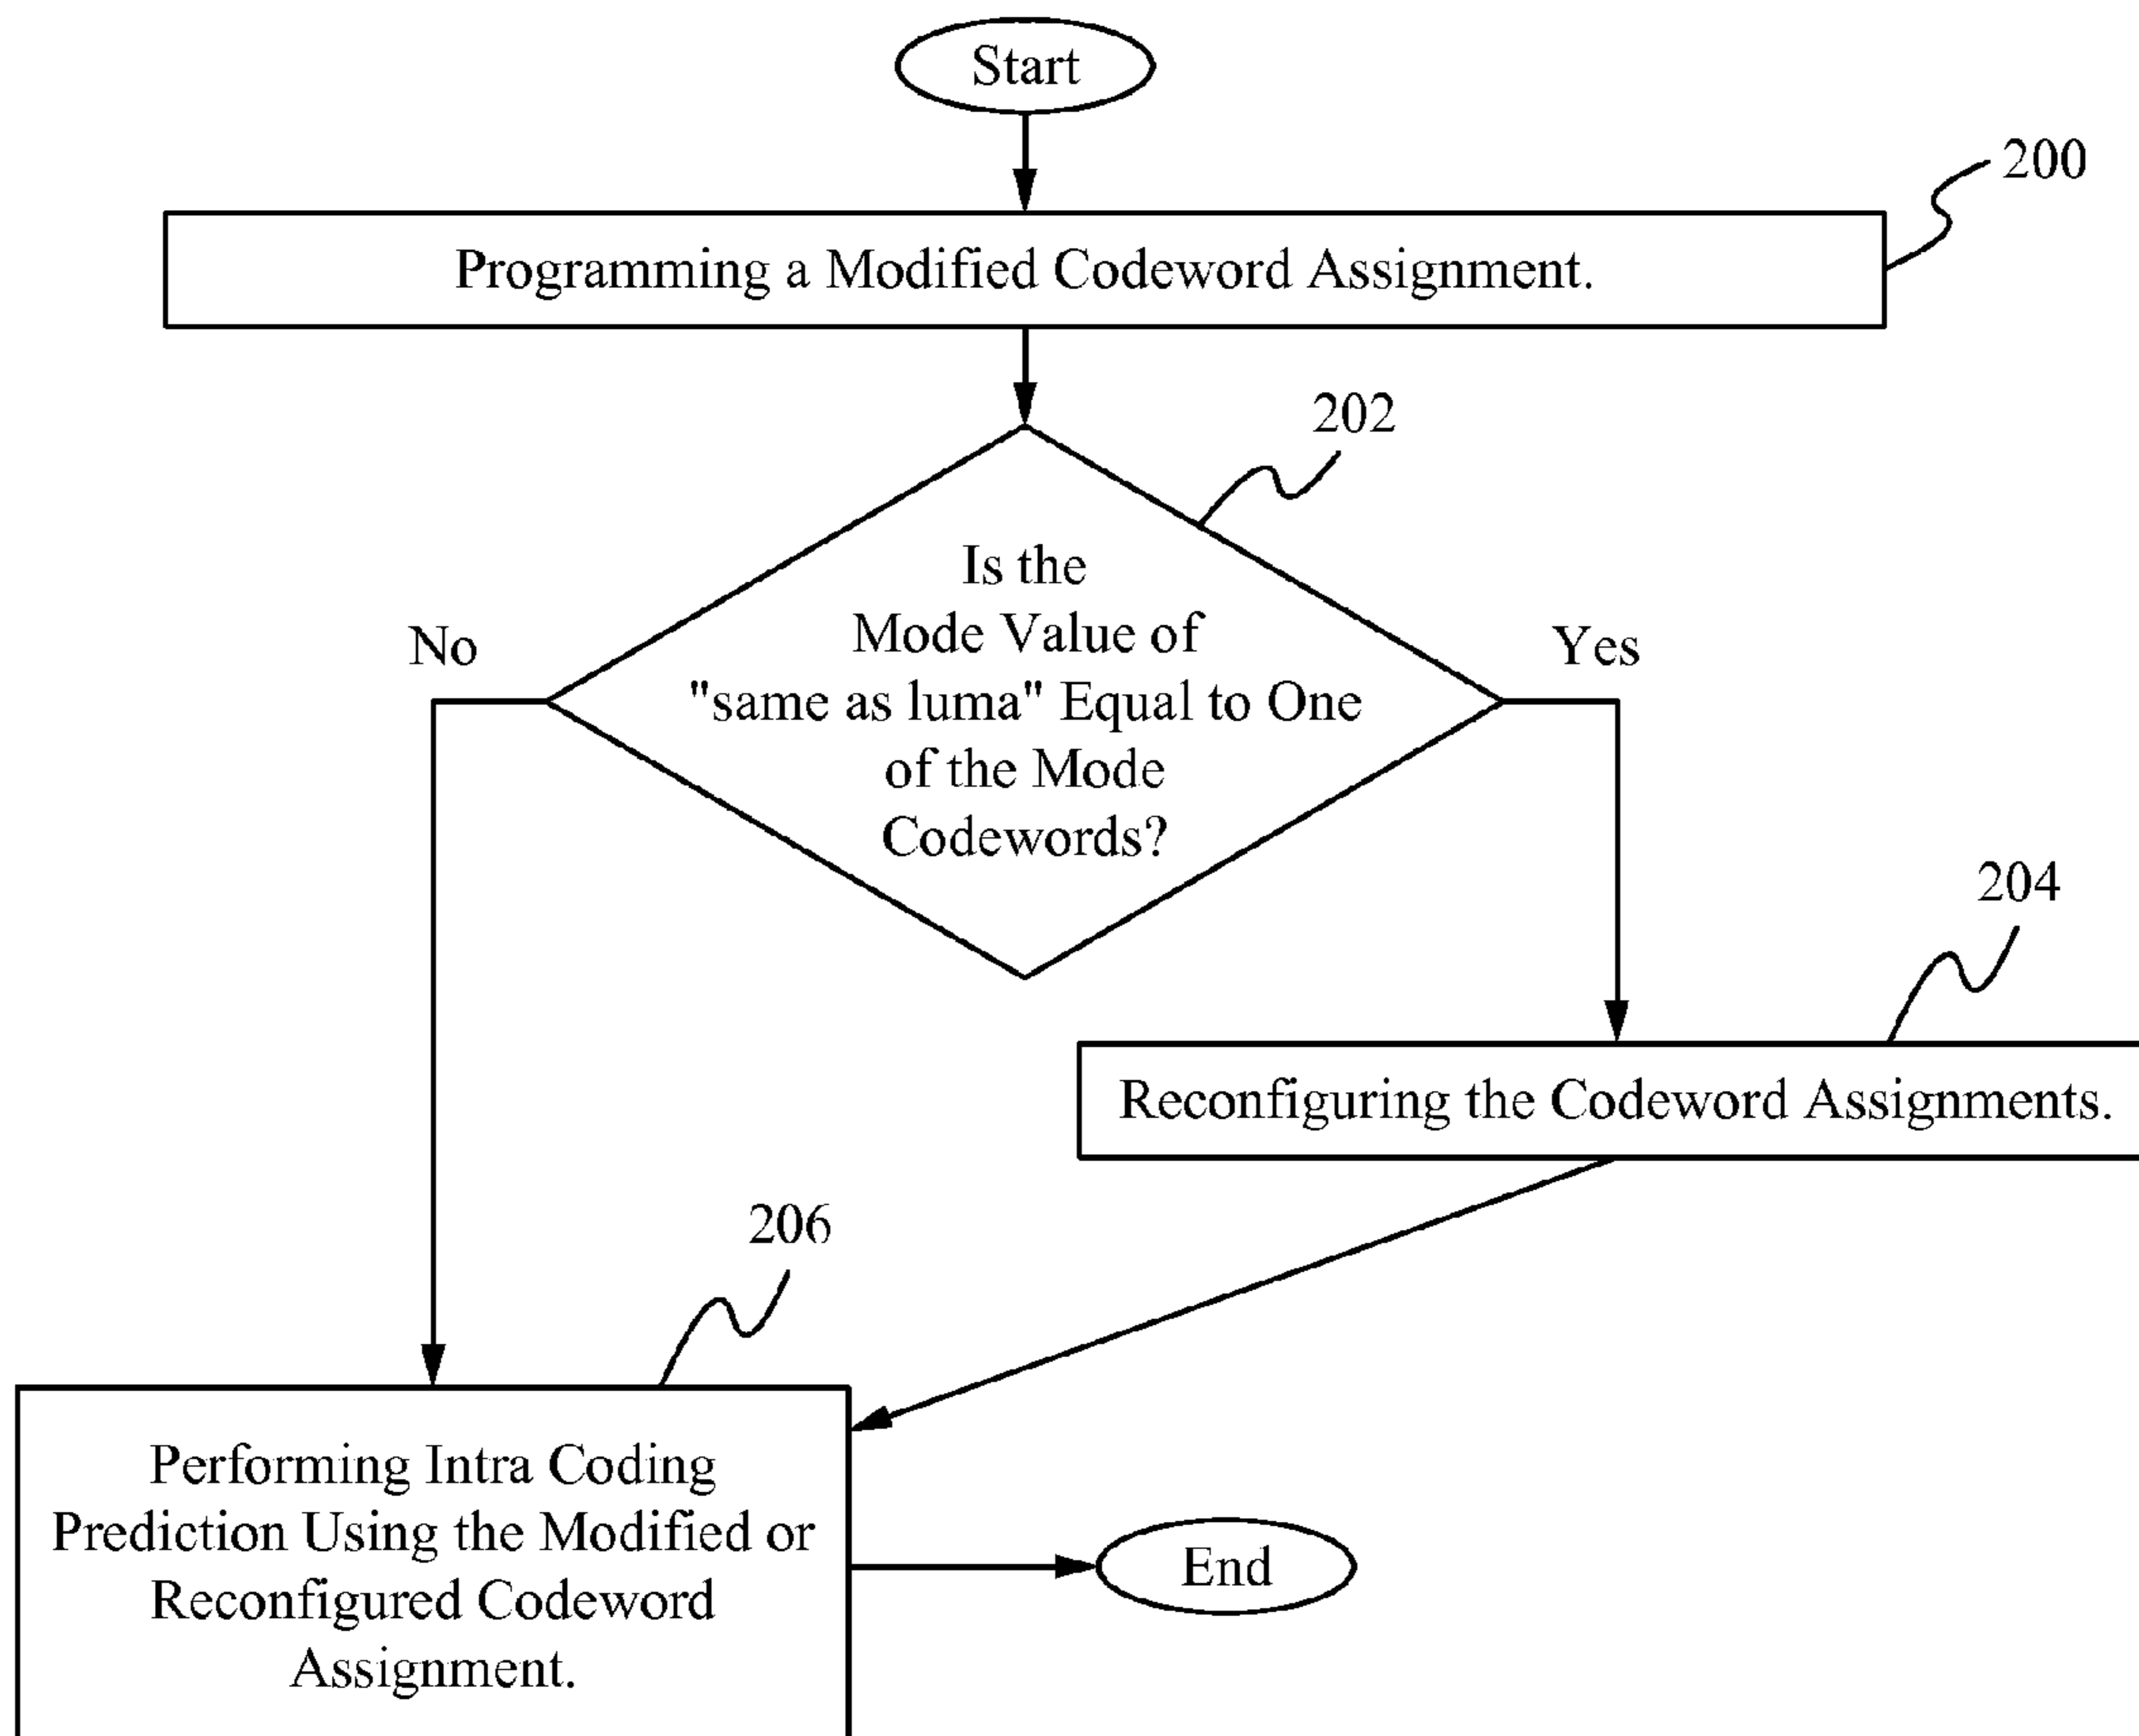 Start
200
Programming a Modified Codeword Assignment.
202
Is the
Mode Value of
"same as luma" Equal to One
of the Mode
Codewords?
No
Yes
204
Reconfiguring the Codeword Assignments.
206
Performing Intra Coding
Prediction Using the Modified or
Reconfigured Codeword
Assignment.
End